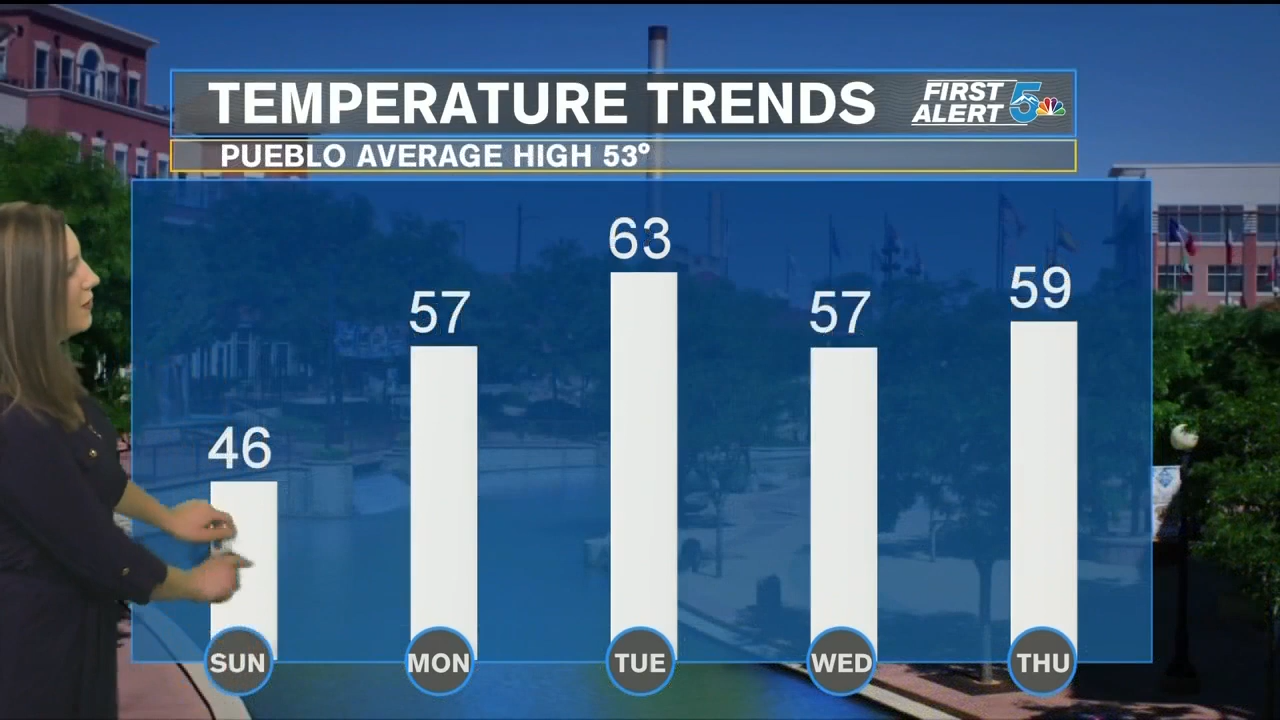 TEMPERATURE TRENDS
FIRST
ALERT 5
PUEBLO AVERAGE HIGH 53°
46
57
63
57
59
SUN
MON
TUE
WED
THU